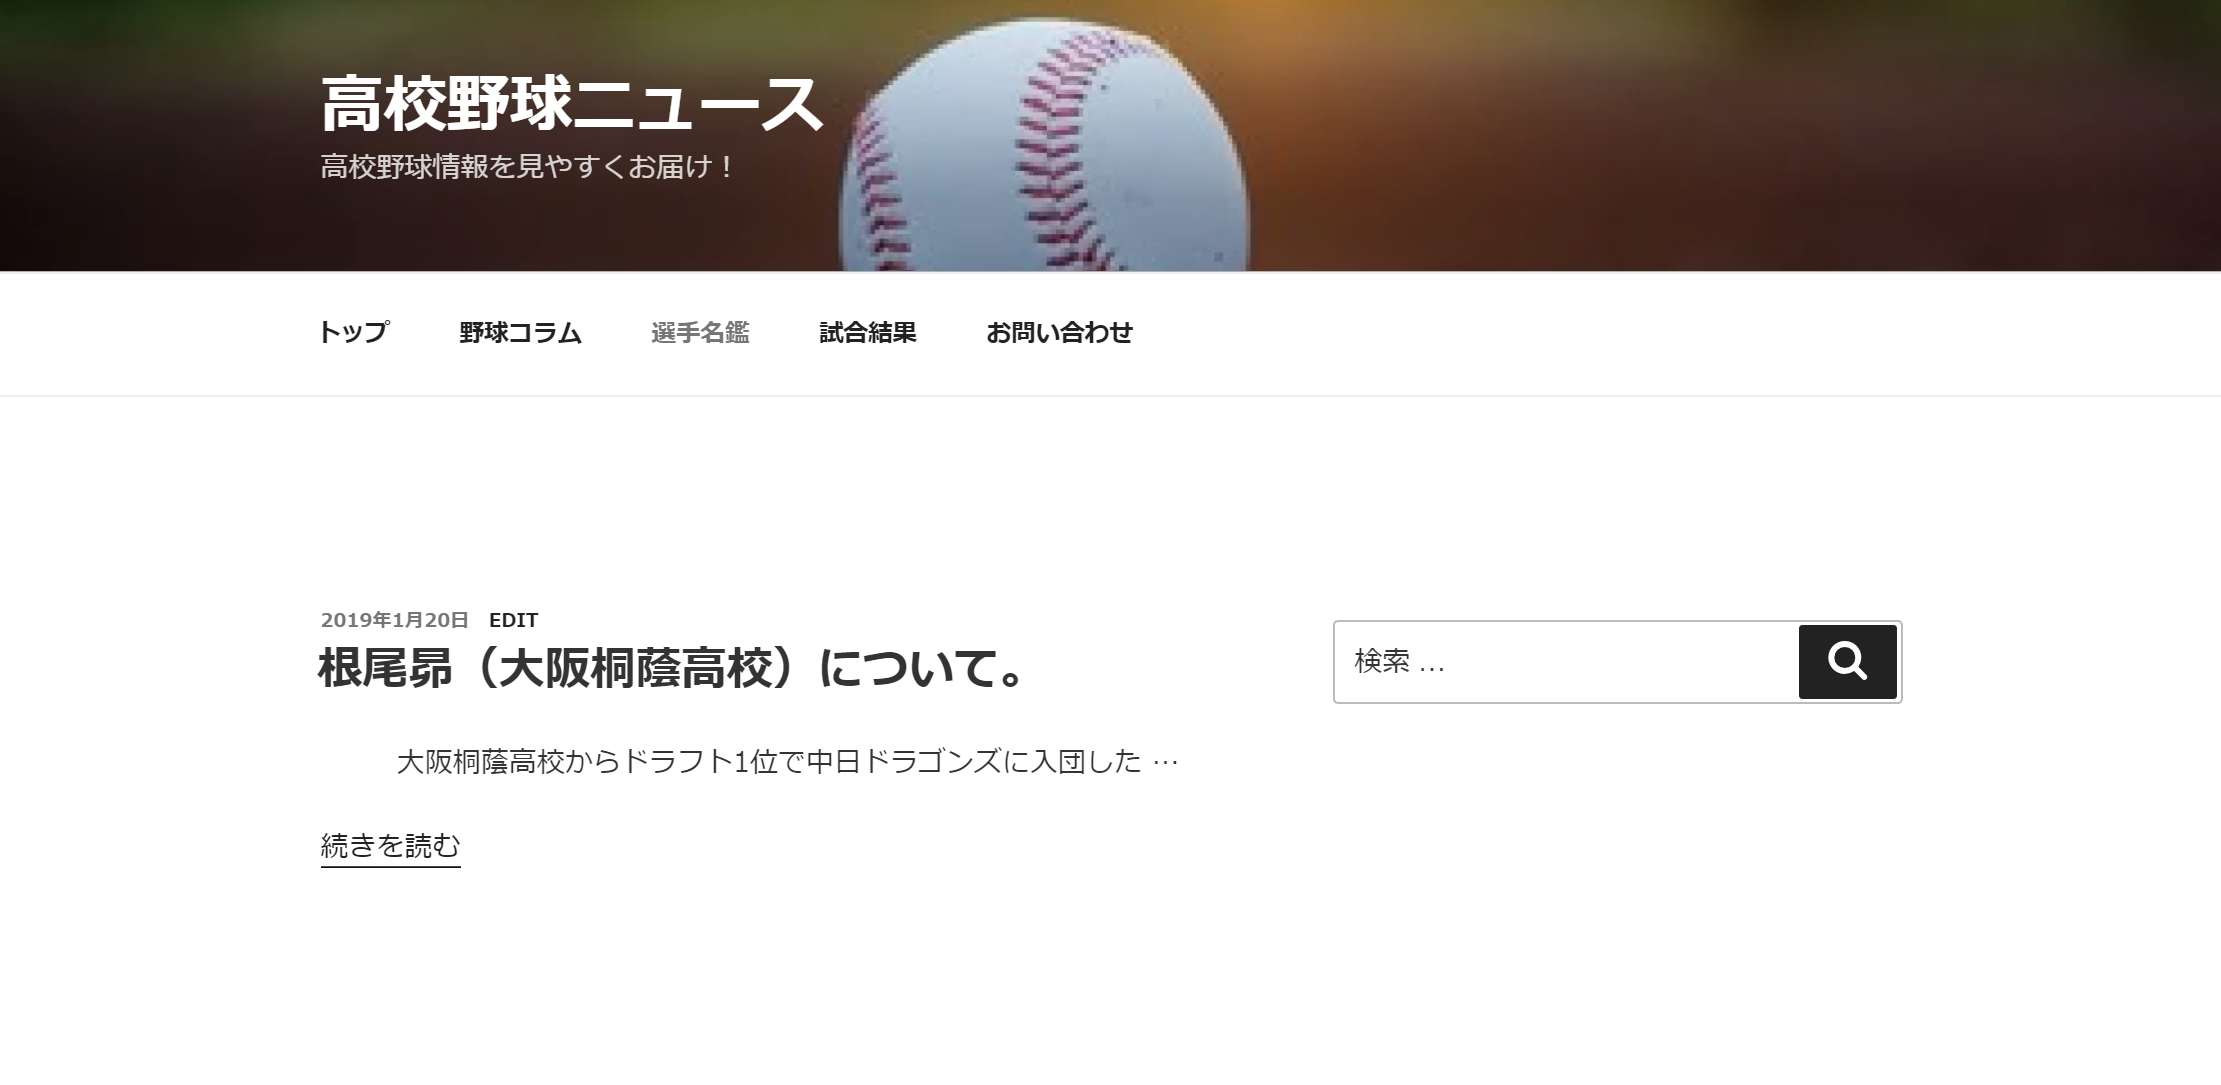 高校野球ニュース
高校野球情報を見やすくお届け！
トップ 野球コラム 選手名鑑 試合結果 お問い合わせ
2019年1月20日 EDIT
根尾昴（大阪桐蔭高校）について。
検索 …
大阪桐蔭高校からドラフト1位で中日ドラゴンズに入団した …
続きを読む